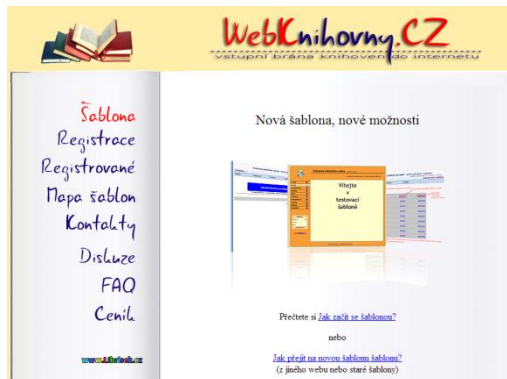 WebKnihovny.CZ
vstupní brána knihoven do internetu
Šablona
Registrace
Registrované
Mapa šablon
Kontakty
Diskuze
FAQ
Ceník
Nová šablona, nové možnosti
Vítejte
v
testovací
šabloně
Přečtete si Jak začít se šablonou?
nebo
Jak přejít na novou šablonu šablonu?
(z jiného webu nebo staré šablony)